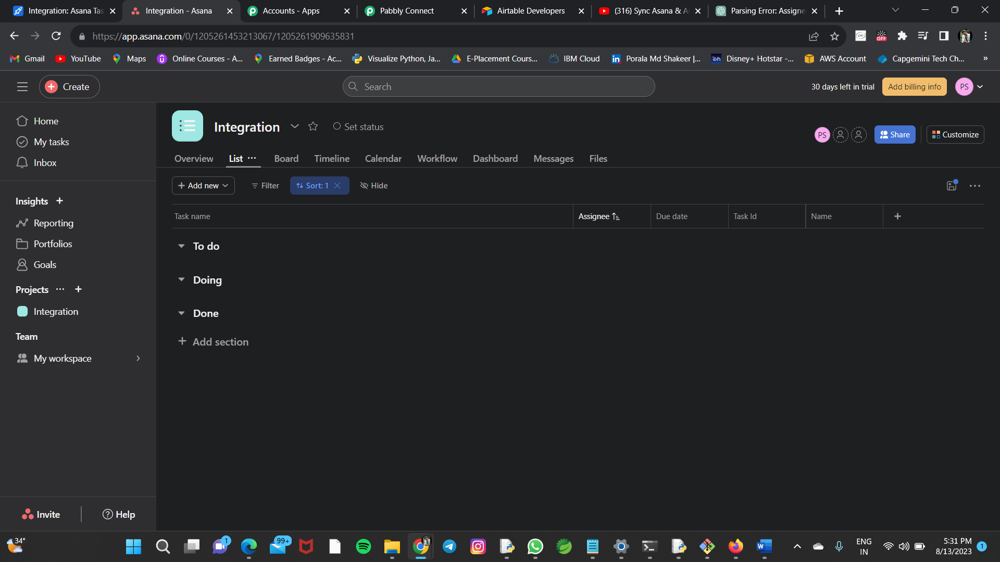 Integration: Asana Tas
Integration - Asana
Accounts - Apps
Pabbly Connect
Airtable Developers
(316) Sync Asana & Ai
Parsing Error: Assigne
https://app.asana.com/0/1205261453213067/1205261909635831
psi
OFF
Gmail
YouTube
Maps
Online Courses - A...
Earned Badges - Ac...
Visualize Python, Ja...
E-Placement Cours...
IBM Cloud
Porala Md Shakeer |...
Disney+ Hotstar -...
AWS Account
Capgemini Tech Ch...
»
Create
Search
30 days left in trial
Add billing info
PS
Home
My tasks
Inbox
Insights
Reporting
Portfolios
Goals
Projects
Integration
Team
My workspace
Invite
Help
Integration
Set status
PS
Share
Customize
Overview
List
Board
Timeline
Calendar
Workflow
Dashboard
Messages
Files
+ Add new
Filter
Sort: 1
Hide
Task name
Assignee
Due date
Task Id
Name
+
To do
Doing
Done
+ Add section
34°
1
99+
ENG
IN
5:31 PM
8/13/2023
1